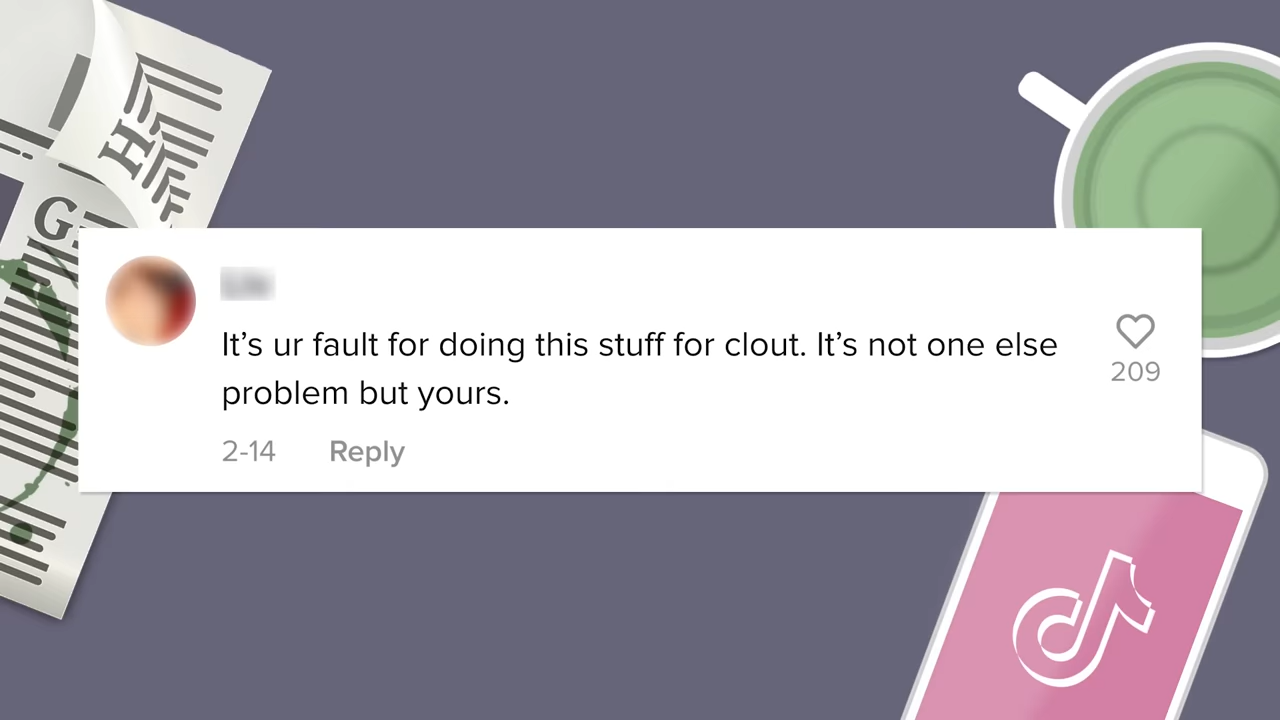 H
G
It’s ur fault for doing this stuff for clout. It’s not one else
problem but yours.
209
2-14 Reply